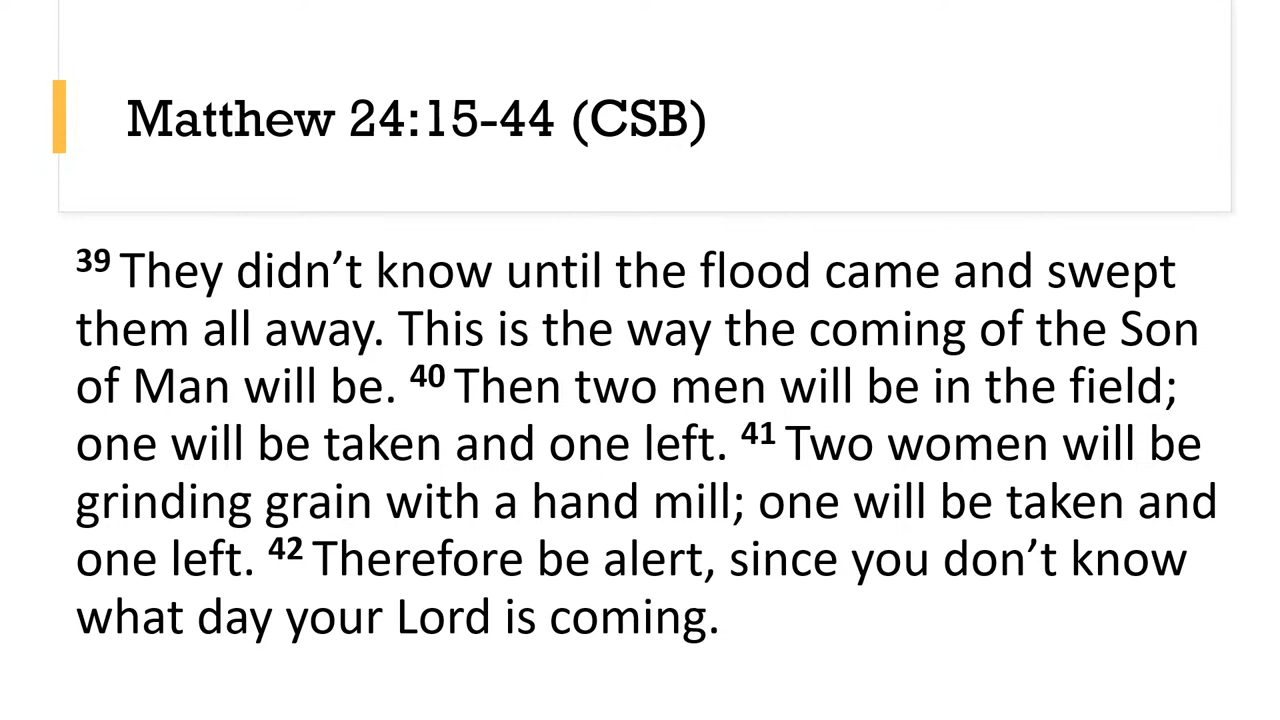 Matthew 24:15-44 (CSB)
39 They didn’t know until the flood came and swept
them all away. This is the way the coming of the Son
of Man will be. 40 Then two men will be in the field;
one will be taken and one left. 41 Two women will be
grinding grain with a hand mill; one will be taken and
one left. 42 Therefore be alert, since you don’t know
what day your Lord is coming.